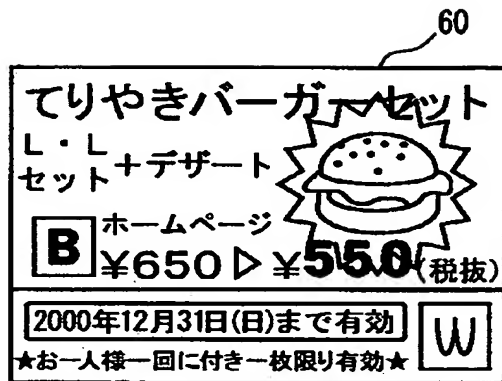 60
てりやきバーガーセット
L・L
セット+デザート
B ホームページ
¥650▷¥550(税抜)
2000年12月31日(日)まで有効
★お一人様一回に付き一枚限り有効★
W